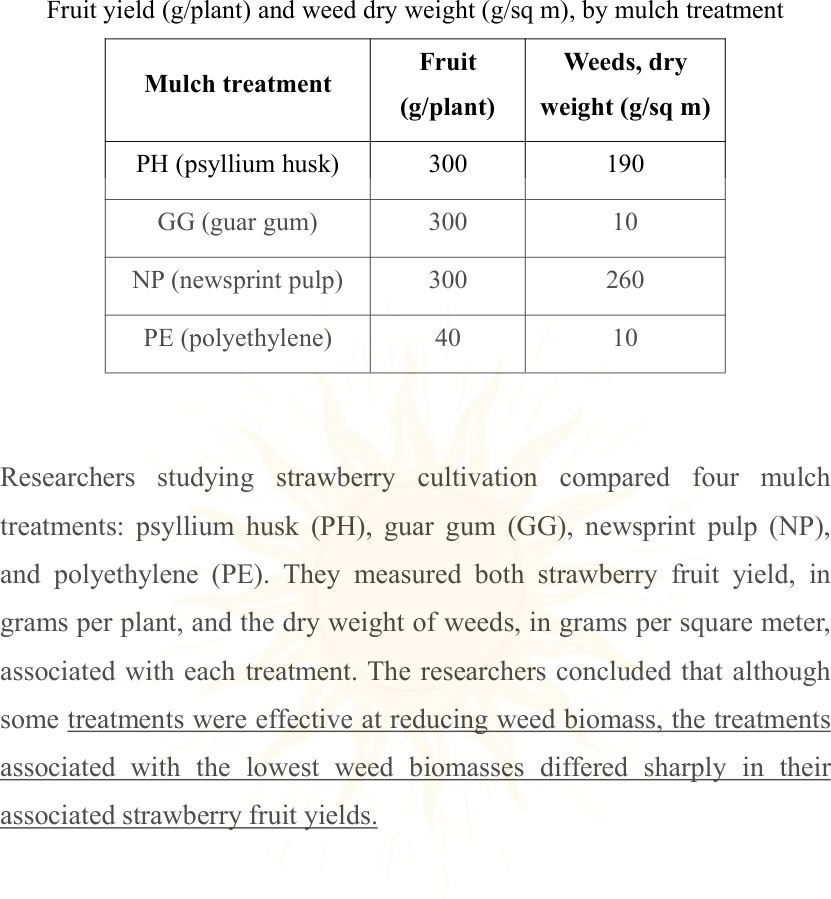 Fruit yield (g/plant) and weed dry weight (g/sq m), by mulch treatment
Mulch treatment
Fruit
(g/plant)
Weeds, dry
weight (g/sq m)
PH (psyllium husk) 300 190
GG (guar gum) 300 10
NP (newsprint pulp) 300 260
PE (polyethylene) 40 10
Researchers studying strawberry cultivation compared four mulch
treatments: psyllium husk (PH), guar gum (GG), newsprint pulp (NP),
and polyethylene (PE). They measured both strawberry fruit yield, in
grams per plant, and the dry weight of weeds, in grams per square meter,
associated with each treatment. The researchers concluded that although
some treatments were effective at reducing weed biomass, the treatments
associated with the lowest weed biomasses differed sharply in their
associated strawberry fruit yields.